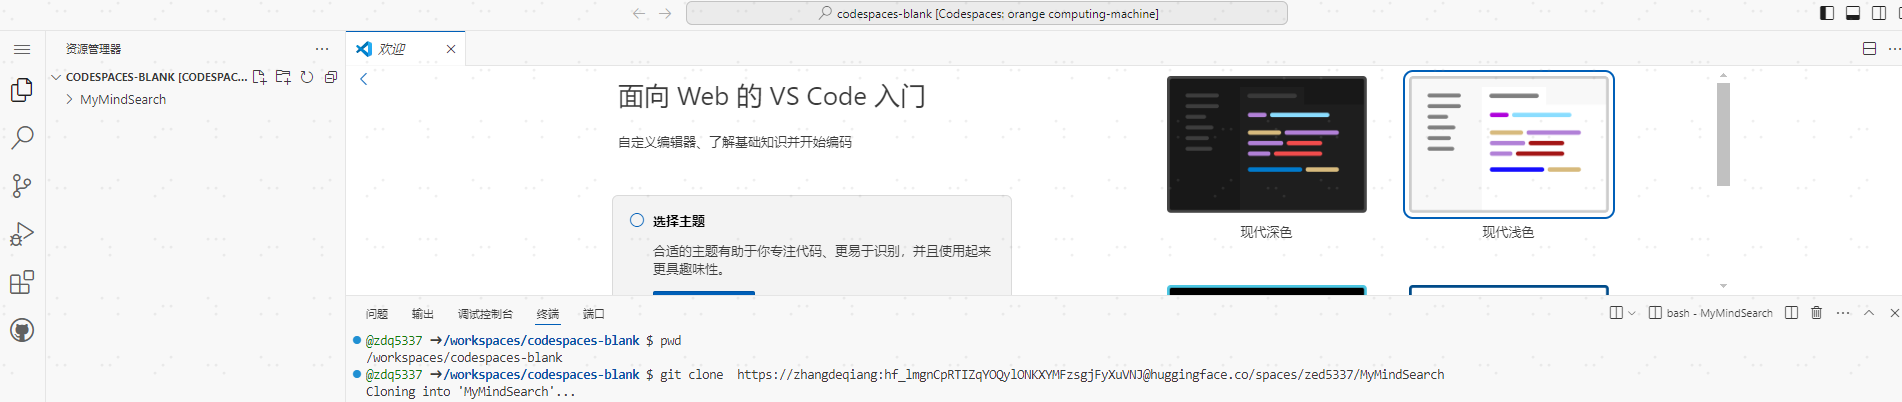 codespaces-blank [Codespaces: orange computing-machine]
资源管理器
欢迎
CODESPACES-BLANK [CODESPAC...
MyMindSearch
面向 Web 的 VS Code 入门
自定义编辑器、了解基础知识并开始编码
选择主题
合适的主题有助于你专注代码、更易于识别，并且使用起来
更具趣味性。
现代深色
现代浅色
问题 输出 调试控制台 终端 端口
bash - MyMindSearch
@zdq5337 ➜/workspaces/codespaces-blank $ pwd
/workspaces/codespaces-blank
@zdq5337 ➜/workspaces/codespaces-blank $ git clone  https://zhangdeqiang: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@huggingface.co/spaces/zed5337/MyMindSearch
Cloning into 'MyMindSearch'...